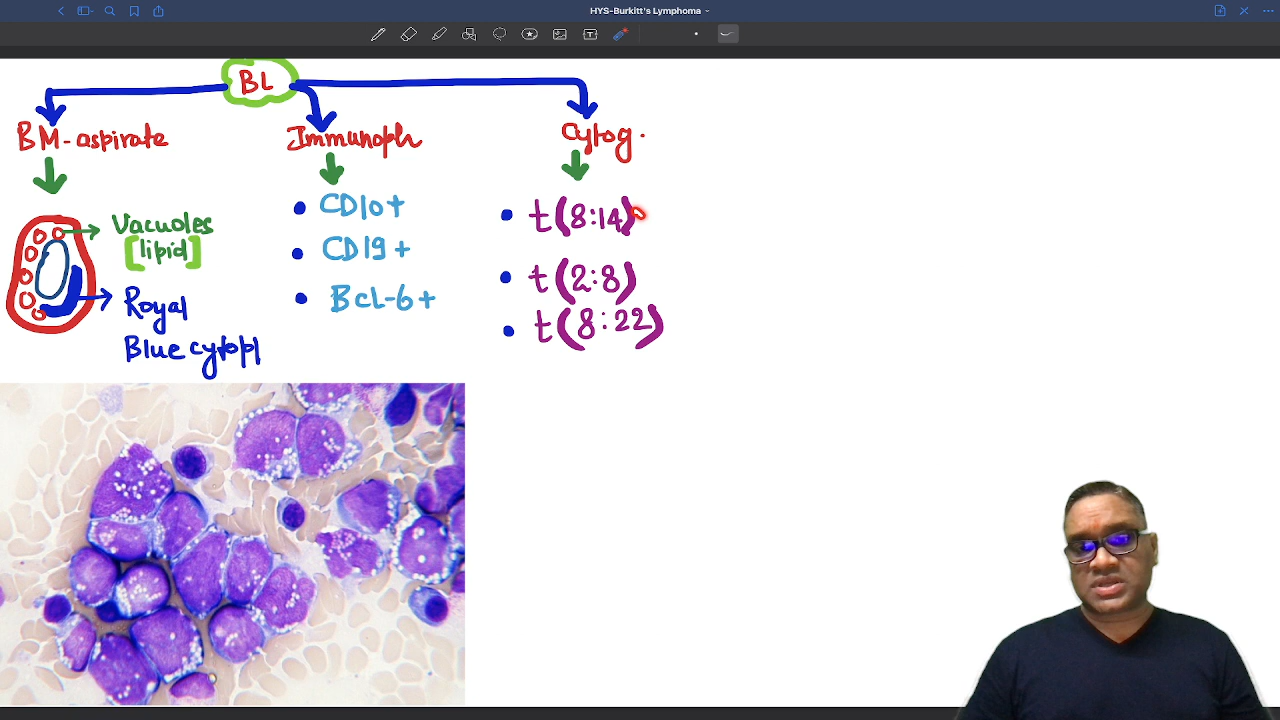 HYS-Burkitt's Lymphoma
BL
BM-aspirate
Vacuoles
[lipid]
Royal
Blue cytopl
Immunoph
CD10+
CD19+
Bcl-6+
Cytog.
t(8:14)
t(2:8)
t(8:22)